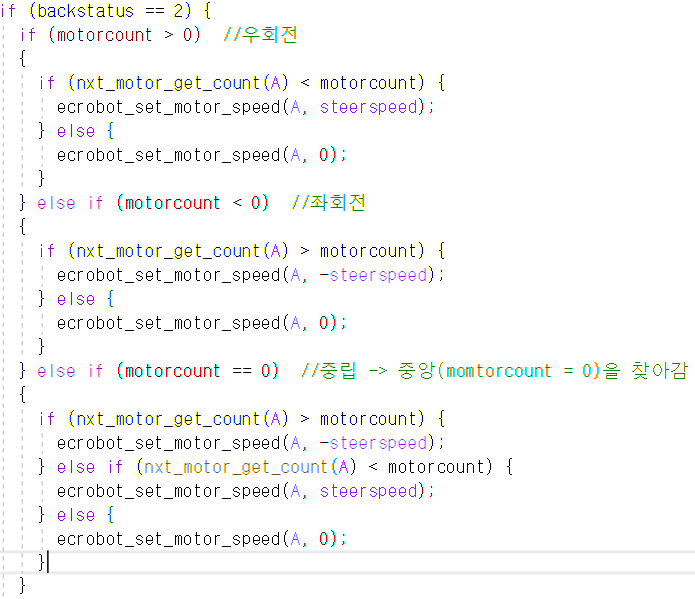 if (backstatus == 2) {
  if (motorcount > 0)  //우회전
  {
    if (nxt_motor_get_count(A) < motorcount) {
      ecrobot_set_motor_speed(A, steerspeed);
    } else {
      ecrobot_set_motor_speed(A, 0);
    }
  } else if (motorcount < 0)  //좌회전
  {
    if (nxt_motor_get_count(A) > motorcount) {
      ecrobot_set_motor_speed(A, -steerspeed);
    } else {
      ecrobot_set_motor_speed(A, 0);
    }
  } else if (motorcount == 0)  //중립 -> 중앙(momtorcount = 0)을 찾아감
  {
    if (nxt_motor_get_count(A) > motorcount) {
      ecrobot_set_motor_speed(A, -steerspeed);
    } else if (nxt_motor_get_count(A) < motorcount) {
      ecrobot_set_motor_speed(A, steerspeed);
    } else {
      ecrobot_set_motor_speed(A, 0);
    }
  }